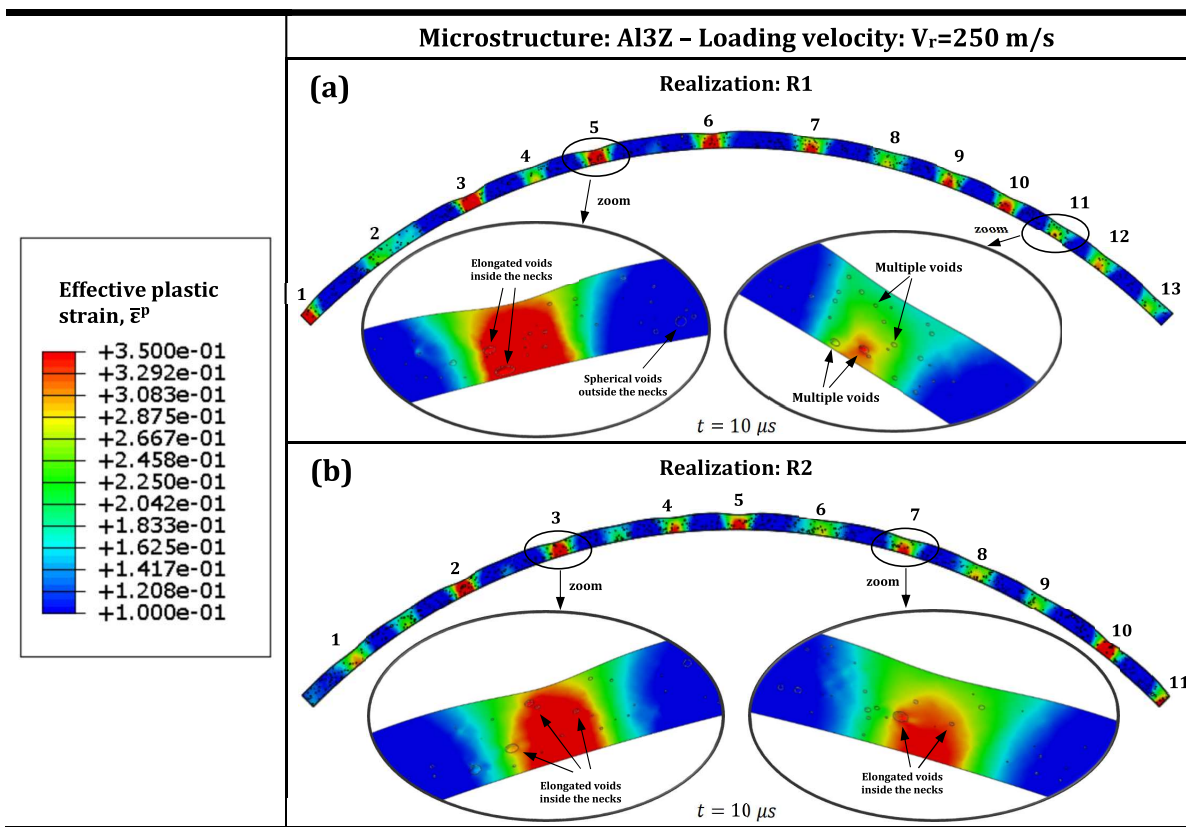 Microstructure: Al3Z – Loading velocity: Vr=250 m/s
Effective plastic
strain, ε̄ᵖ
+3.500e-01
+3.292e-01
+3.083e-01
+2.875e-01
+2.667e-01
+2.458e-01
+2.250e-01
+2.042e-01
+1.833e-01
+1.625e-01
+1.417e-01
+1.208e-01
+1.000e-01
(a)
Realization: R1
1
2
3
4
5
6
7
8
9
10
11
12
13
zoom
zoom
Elongated voids
inside the necks
Spherical voids
outside the necks
Multiple voids
Multiple voids
t = 10 μs
(b)
Realization: R2
1
2
3
4
5
6
7
8
9
10
11
zoom
zoom
Elongated voids
inside the necks
Elongated voids
inside the necks
t = 10 μs